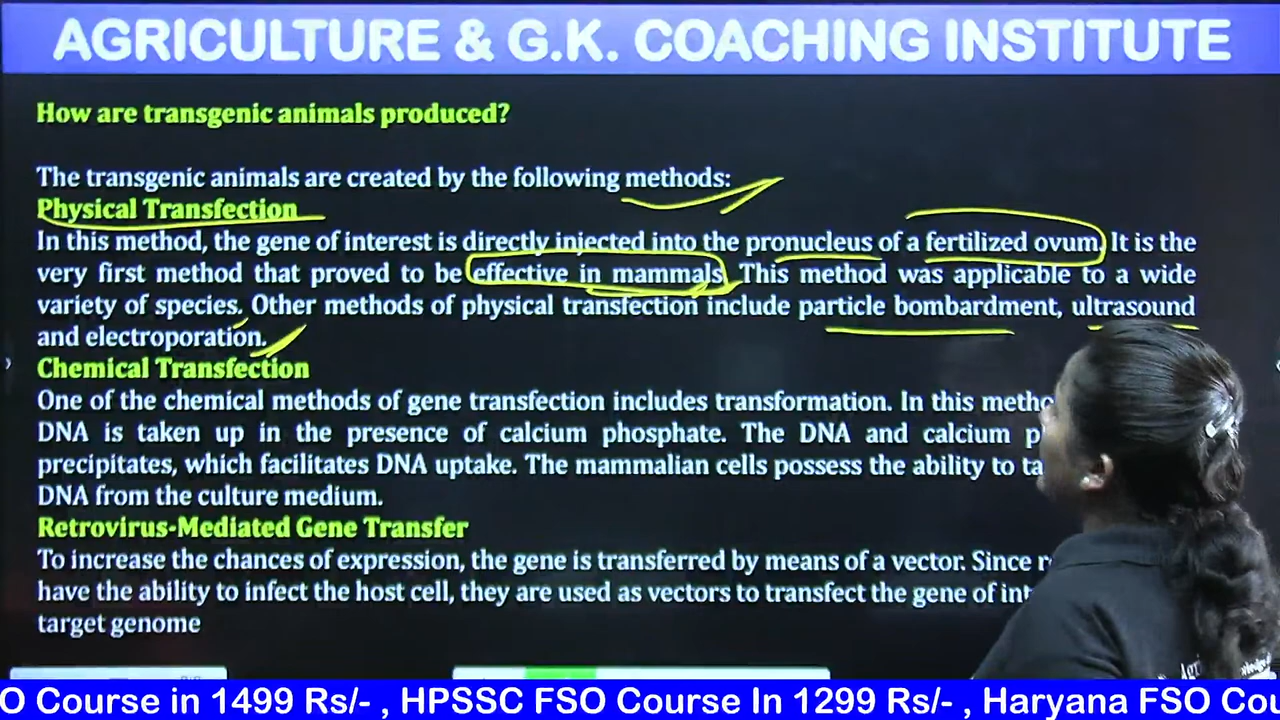 AGRICULTURE & G.K. COACHING INSTITUTE
How are transgenic animals produced?
The transgenic animals are created by the following methods:
Physical Transfection
In this method, the gene of interest is directly injected into the pronucleus of a fertilized ovum. It is the
very first method that proved to be effective in mammals. This method was applicable to a wide
variety of species. Other methods of physical transfection include particle bombardment, ultrasound
and electroporation.
Chemical Transfection
One of the chemical methods of gene transfection includes transformation. In this
DNA is taken up in the presence of calcium phosphate. The DNA and calcium
precipitates, which facilitates DNA uptake. The mammalian cells possess the ability to
DNA from the culture medium.
Retrovirus-Mediated Gene Transfer
To increase the chances of expression, the gene is transferred by means of a vector. Since
have the ability to infect the host cell, they are used as vectors to transfect the gene of
target genome
O Course in 1499 Rs/- , HPSSC FSO Course In 1299 Rs/- , Haryana FSO Cou